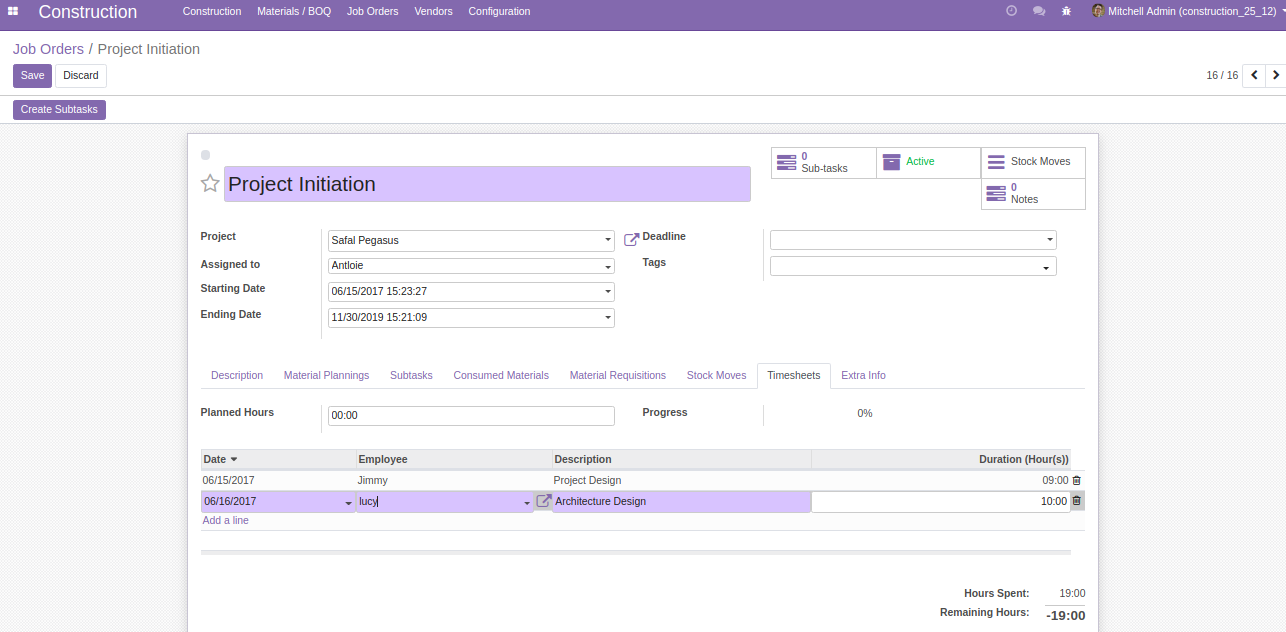 Construction Construction Materials / BOQ Job Orders Vendors Configuration Mitchell Admin (construction_25_12)
Job Orders / Project Initiation
Save Discard 16 / 16
Create Subtasks
0
Sub-tasks
Active
Stock Moves
0
Notes
Project Initiation
Project Safal Pegasus
Assigned to Antloie
Starting Date 06/15/2017 15:23:27
Ending Date 11/30/2019 15:21:09
Deadline
Tags
Description Material Plannings Subtasks Consumed Materials Material Requisitions Stock Moves Timesheets Extra Info
Planned Hours 00:00 Progress 0%
Date Employee Description Duration (Hour(s))
06/15/2017 Jimmy Project Design 09:00
06/16/2017 lucy Architecture Design 10:00
Add a line
Hours Spent: 19:00
Remaining Hours: -19:00